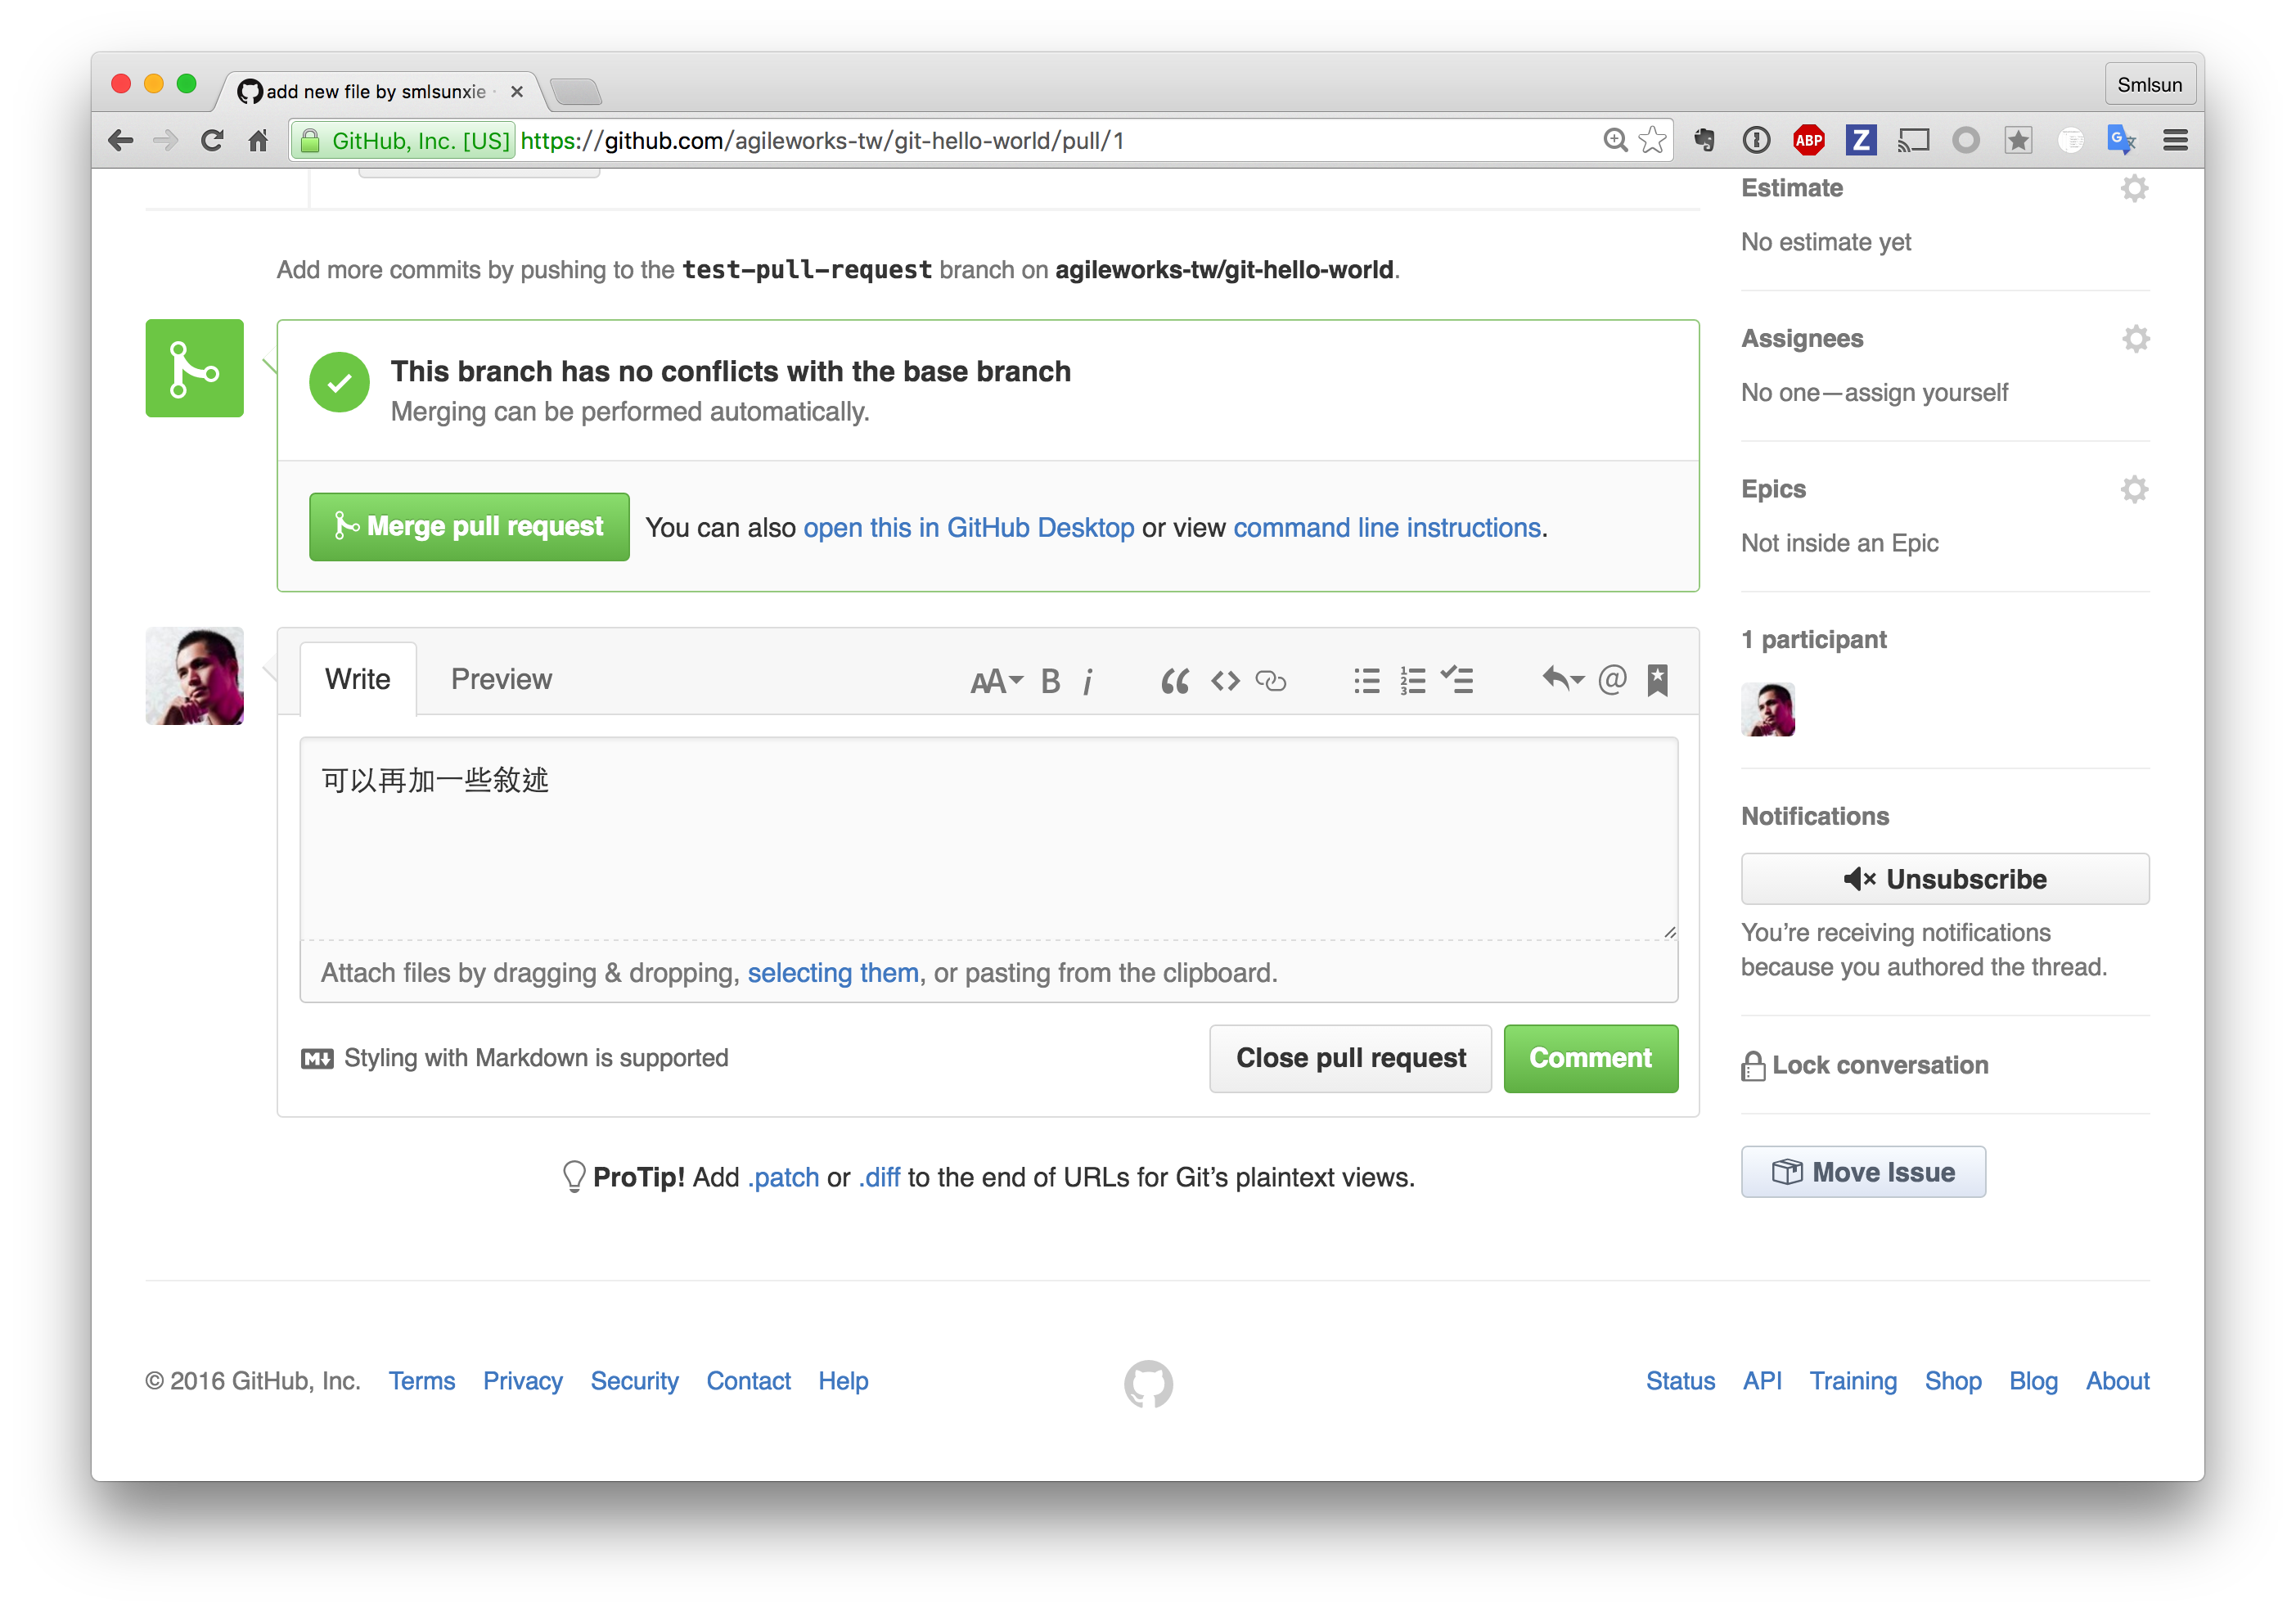 add new file by smlsunxie
Smlsun
GitHub, Inc. [US] https://github.com/agileworks-tw/git-hello-world/pull/1
ABP
Z
Add more commits by pushing to the test-pull-request branch on agileworks-tw/git-hello-world.
This branch has no conflicts with the base branch
Merging can be performed automatically.
Merge pull request You can also open this in GitHub Desktop or view command line instructions.
Write Preview
可以再加一些敘述
Attach files by dragging & dropping, selecting them, or pasting from the clipboard.
Styling with Markdown is supported
Close pull request Comment
ProTip! Add .patch or .diff to the end of URLs for Git’s plaintext views.
Estimate
No estimate yet
Assignees
No one—assign yourself
Epics
Not inside an Epic
1 participant
Notifications
Unsubscribe
You’re receiving notifications
because you authored the thread.
Lock conversation
Move Issue
© 2016 GitHub, Inc. Terms Privacy Security Contact Help
Status API Training Shop Blog About